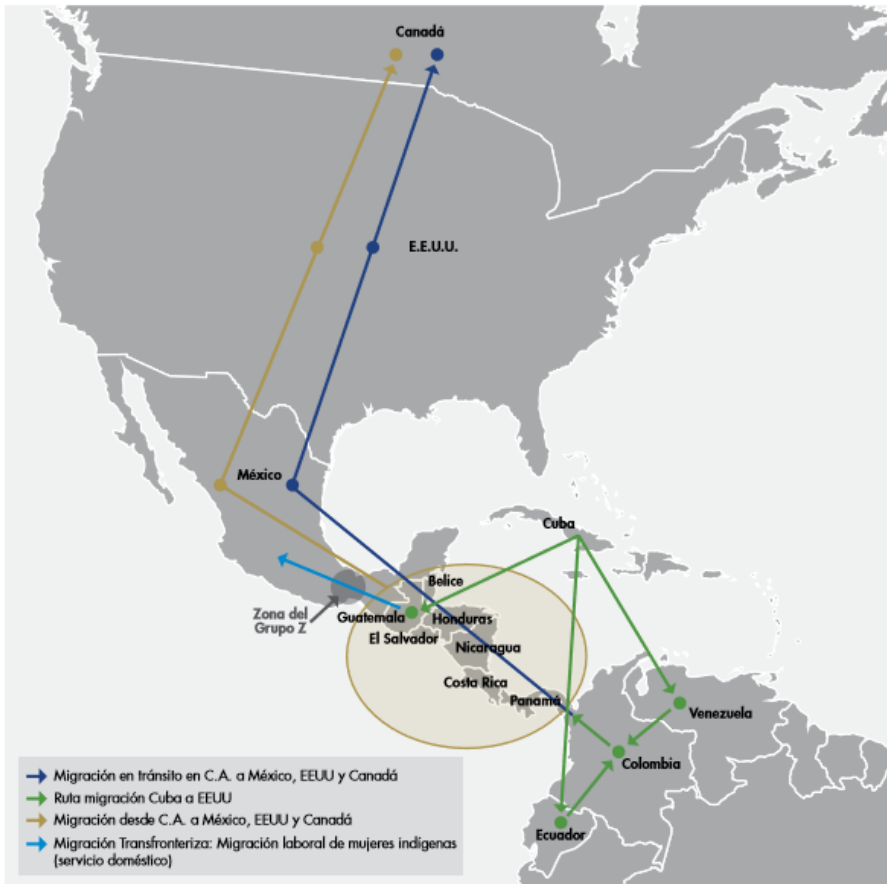 Canadá
E.E.U.U.
México
Cuba
Belice
Zona del
Grupo Z
Guatemala
Honduras
El Salvador
Nicaragua
Costa Rica
Panamá
Venezuela
Colombia
Ecuador
Migración en tránsito en C.A. a México, EEUU y Canadá
Ruta migración Cuba a EEUU
Migración desde C.A. a México, EEUU y Canadá
Migración Transfronteriza: Migración laboral de mujeres indígenas
(servicio doméstico)